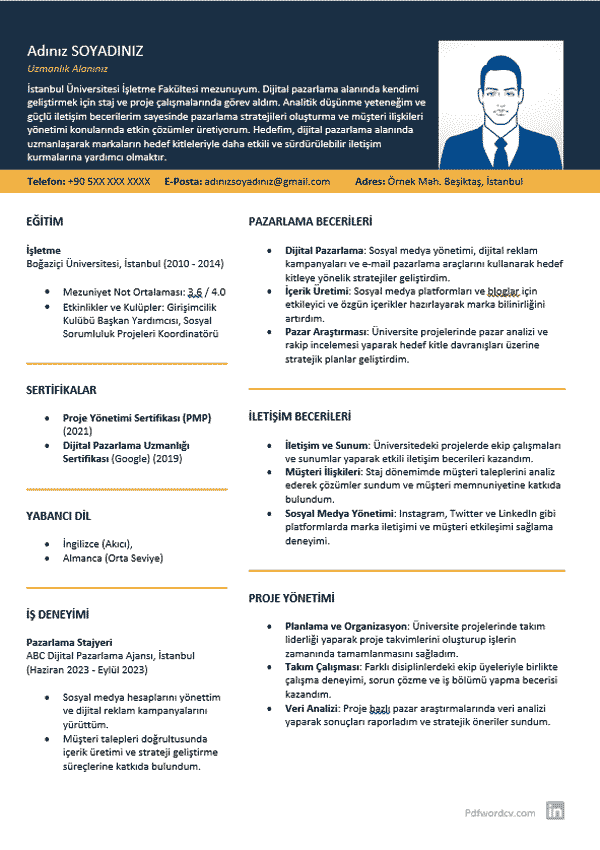 Adınız SOYADINIZ
Uzmanlık Alanınız
İstanbul Üniversitesi İşletme Fakültesi mezunuyum. Dijital pazarlama alanında kendimi
geliştirmek için staj ve proje çalışmalarında görev aldım. Analitik düşünme yeteneğim ve
güçlü iletişim becerilerim sayesinde pazarlama stratejileri oluşturma ve müşteri ilişkileri
yönetimi konularında etkin çözümler üretiyorum. Hedefim, dijital pazarlama alanında
uzmanlaşarak markaların hedef kitleleriyle daha etkili ve sürdürülebilir iletişim
kurmalarına yardımcı olmaktır.
Telefon: +90 5XX XXX XXXX E-Posta: adınızsoyadınız@gmail.com Adres: Örnek Mah. Beşiktaş, İstanbul
EĞİTİM
İşletme
Boğaziçi Üniversitesi, İstanbul (2010 - 2014)
• Mezuniyet Not Ortalaması: 3.6 / 4.0
• Etkinlikler ve Kulüpler: Girişimcilik
Kulübü Başkan Yardımcısı, Sosyal
Sorumluluk Projeleri Koordinatörü
SERTİFİKALAR
• Proje Yönetimi Sertifikası (PMP)
(2021)
• Dijital Pazarlama Uzmanlığı
Sertifikası (Google) (2019)
YABANCI DİL
• İngilizce (Akıcı),
• Almanca (Orta Seviye)
İŞ DENEYİMİ
Pazarlama Stajyeri
ABC Dijital Pazarlama Ajansı, İstanbul
(Haziran 2023 - Eylül 2023)
• Sosyal medya hesaplarını yönettim
ve dijital reklam kampanyalarını
yürüttüm.
• Müşteri talepleri doğrultusunda
içerik üretimi ve strateji geliştirme
süreçlerine katkıda bulundum.
PAZARLAMA BECERİLERİ
• Dijital Pazarlama: Sosyal medya yönetimi, dijital reklam
kampanyaları ve e-mail pazarlama araçlarını kullanarak hedef
kitleye yönelik stratejiler geliştirdim.
• İçerik Üretimi: Sosyal medya platformları ve bloglar için
etkileyici ve özgün içerikler hazırlayarak marka bilinirliğini
artırdım.
• Pazar Araştırması: Üniversite projelerinde pazar analizi ve
rakip incelemesi yaparak hedef kitle davranışları üzerine
stratejik planlar geliştirdim.
İLETİŞİM BECERİLERİ
• İletişim ve Sunum: Üniversitedeki projelerde ekip çalışmaları
ve sunumlar yaparak etkili iletişim becerileri kazandım.
• Müşteri İlişkileri: Staj dönemimde müşteri taleplerini analiz
ederek çözümler sundum ve müşteri memnuniyetine katkıda
bulundum.
• Sosyal Medya Yönetimi: Instagram, Twitter ve LinkedIn gibi
platformlarda marka iletişimi ve müşteri etkileşimi sağlama
deneyimi.
PROJE YÖNETİMİ
• Planlama ve Organizasyon: Üniversite projelerinde takım
liderliği yaparak proje takvimlerini oluşturup işlerin
zamanında tamamlanmasını sağladım.
• Takım Çalışması: Farklı disiplinlerdeki ekip üyeleriyle birlikte
çalışma deneyimi, sorun çözme ve iş bölümü yapma becerisi
kazandım.
• Veri Analizi: Proje bazlı pazar araştırmalarında veri analizi
yaparak sonuçları raporladım ve stratejik öneriler sundum.
Pdfwordcv.com in